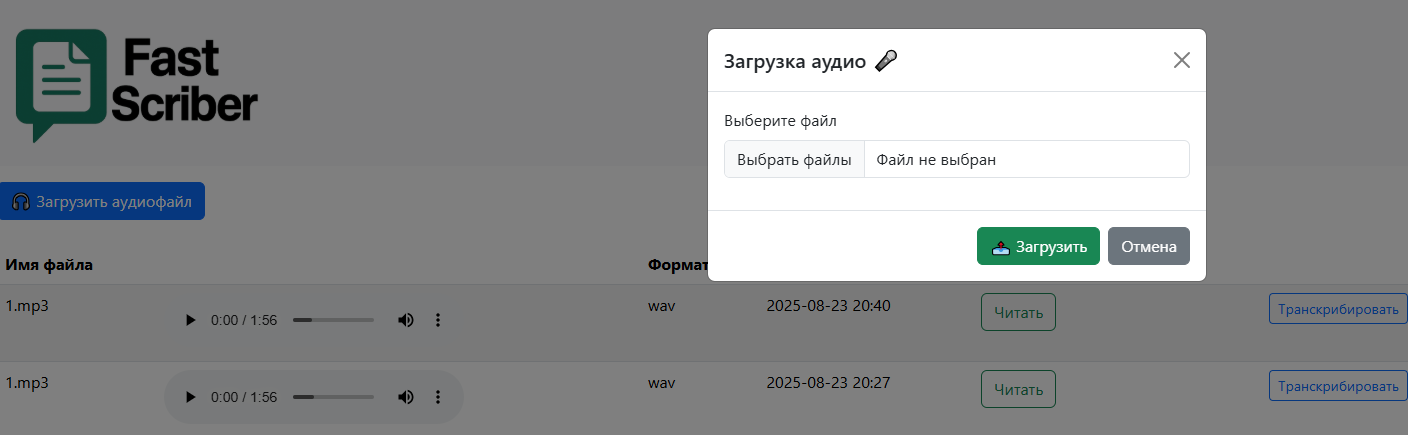 Fast
Scriber
Загрузка аудио
Выберите файл
Выбрать файлы Файл не выбран
Загрузить Отмена
Загрузить аудиофайл
Имя файла Формат
1.mp3 0:00 / 1:56 wav 2025-08-23 20:40 Читать Транскрибировать
1.mp3 0:00 / 1:56 wav 2025-08-23 20:27 Читать Транскрибировать